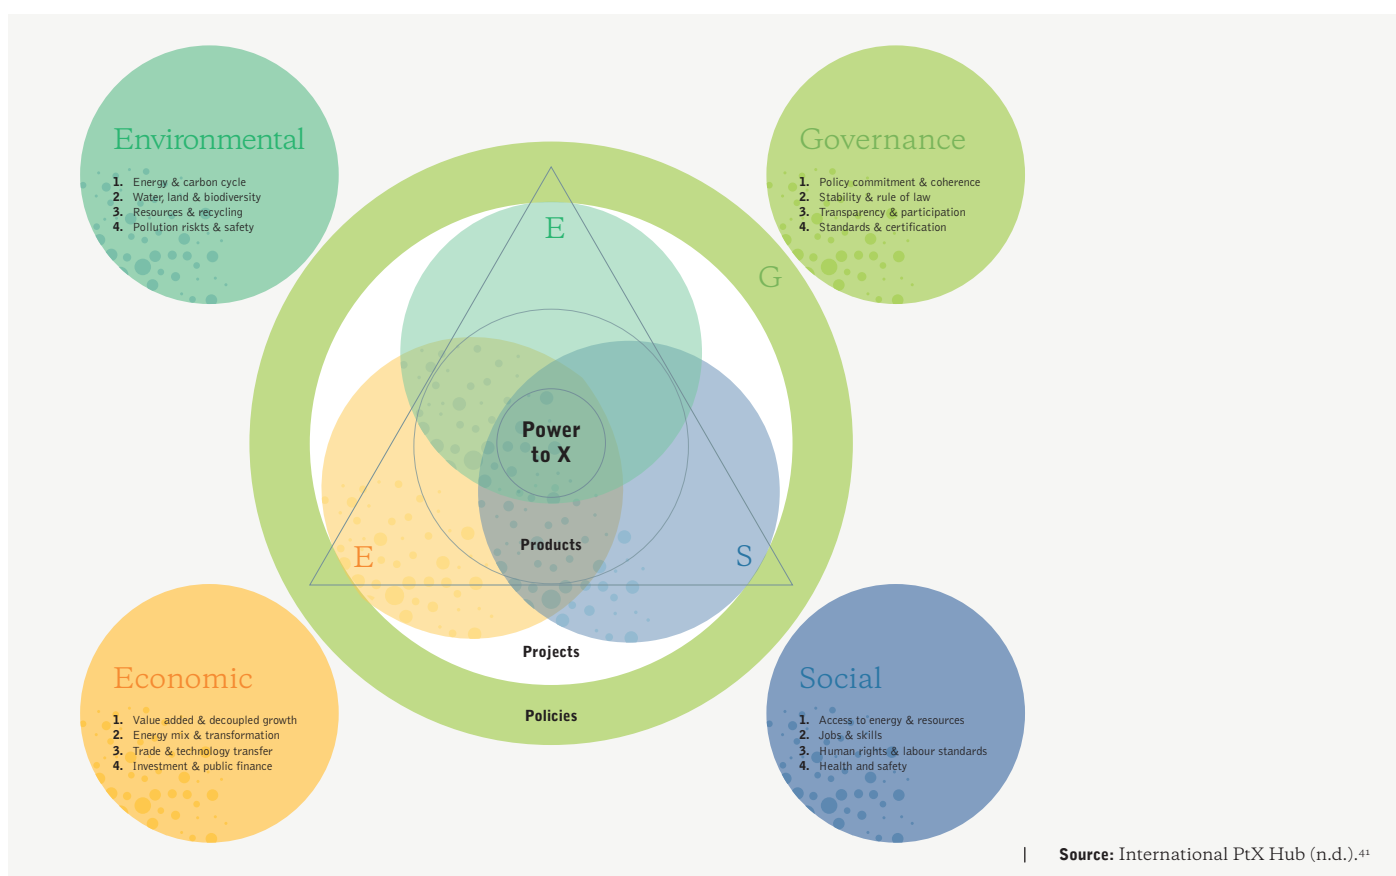 Environmental
1. Energy & carbon cycle
2. Water, land & biodiversity
3. Resources & recycling
4. Pollution riskts & safety
Governance
1. Policy commitment & coherence
2. Stability & rule of law
3. Transparency & participation
4. Standards & certification
E
G
Power
to X
Products
E
S
Projects
Policies
Economic
1. Value added & decoupled growth
2. Energy mix & transformation
3. Trade & technology transfer
4. Investment & public finance
Social
1. Access to energy & resources
2. Jobs & skills
3. Human rights & labour standards
4. Health and safety
| Source: International PtX Hub (n.d.).⁴¹